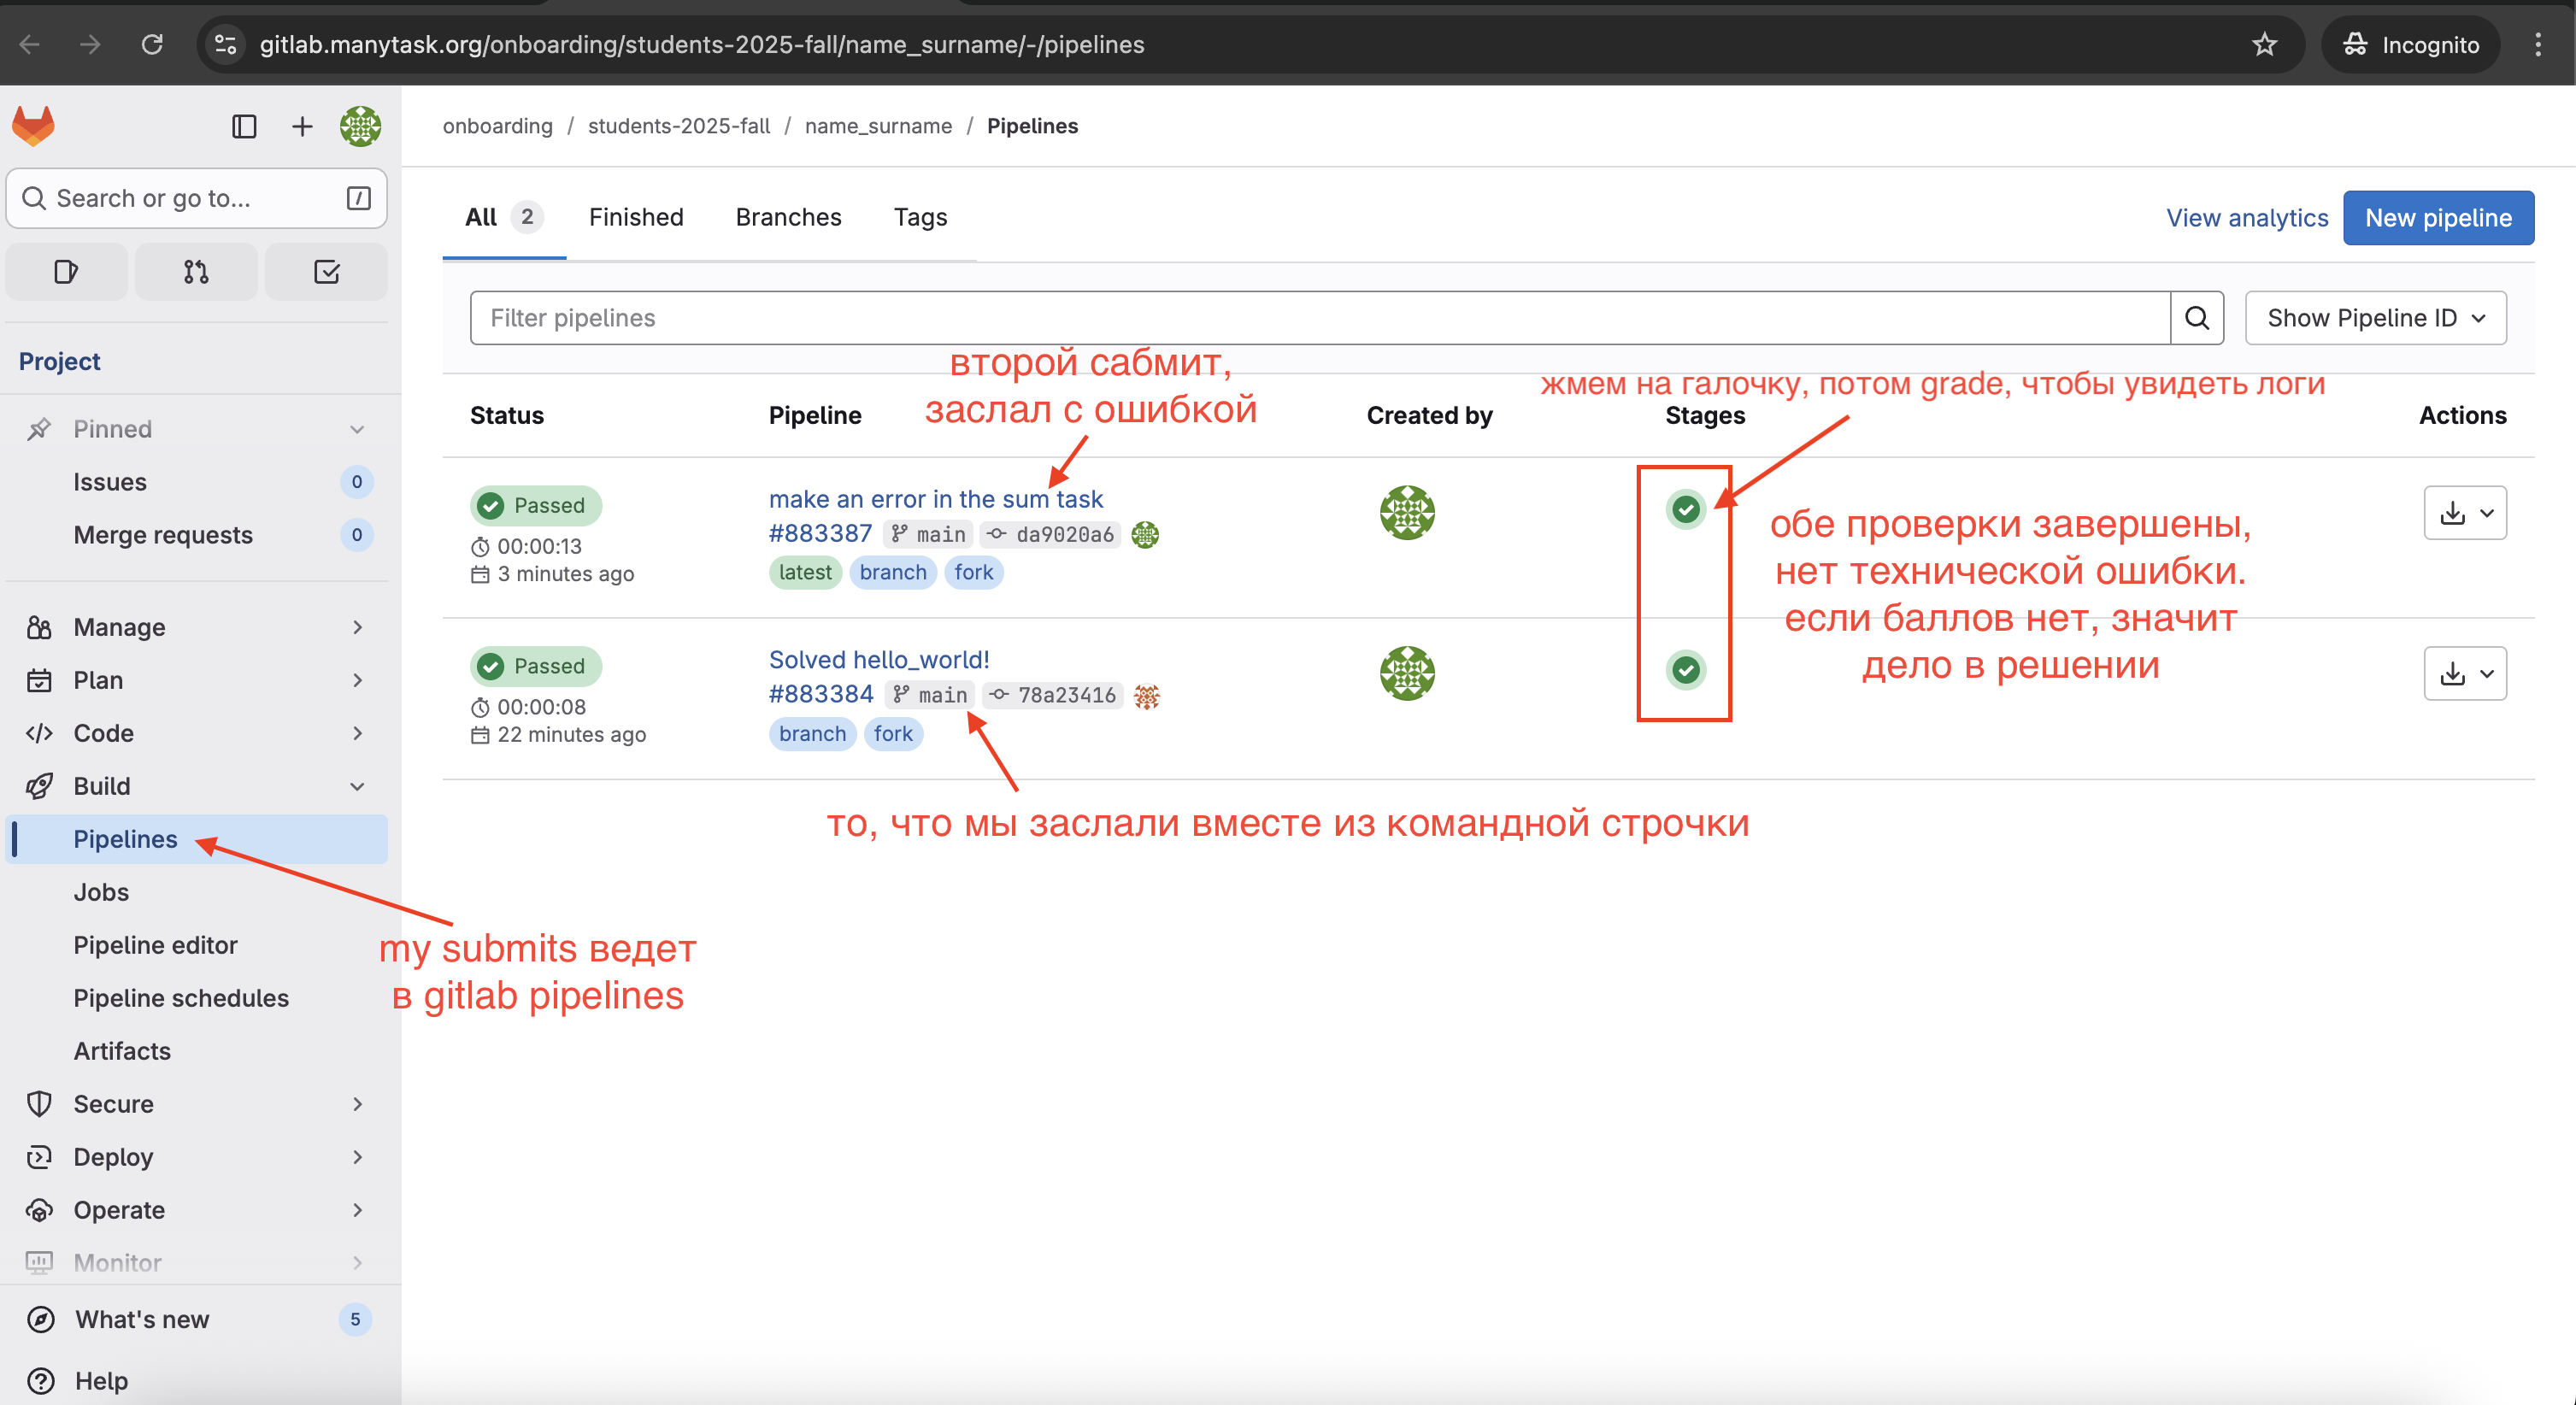 gitlab.manytask.org/onboarding/students-2025-fall/name_surname/-/pipelines
Incognito
Search or go to...
/
Project
Pinned
Issues 0
Merge requests 0
Manage
Plan
Code
Build
Pipelines
Jobs
Pipeline editor
Pipeline schedules
Artifacts
Secure
Deploy
Operate
Monitor
What's new 5
Help
onboarding / students-2025-fall / name_surname / Pipelines
All 2 Finished Branches Tags
View analytics New pipeline
Filter pipelines
Show Pipeline ID
второй сабмит,
заслал с ошибкой
жмем на галочку, потом grade, чтобы увидеть логи
Status Pipeline Created by Stages Actions
Passed
00:00:13
3 minutes ago
make an error in the sum task
#883387 main da9020a6
latest branch fork
обе проверки завершены,
нет технической ошибки.
если баллов нет, значит
дело в решении
Passed
00:00:08
22 minutes ago
Solved hello_world!
#883384 main 78a23416
branch fork
то, что мы заслали вместе из командной строчки
my submits ведет
в gitlab pipelines